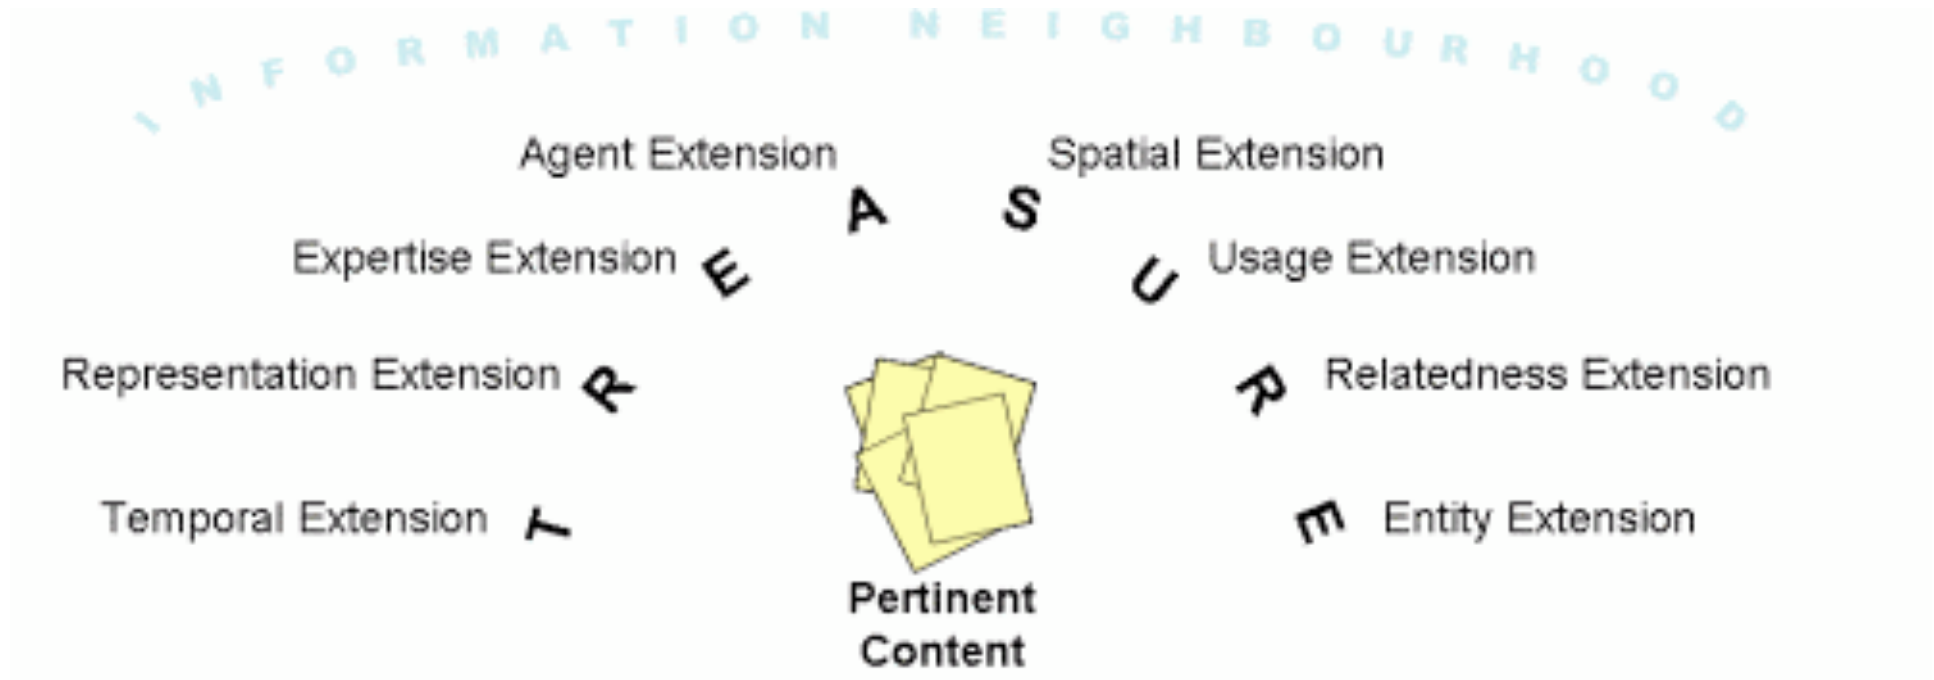 INFORMATION NEIGHBOURHOOD
Agent Extension Spatial Extension
A S
Expertise Extension E U Usage Extension
Representation Extension R R Relatedness Extension
Temporal Extension T E Entity Extension
Pertinent
Content